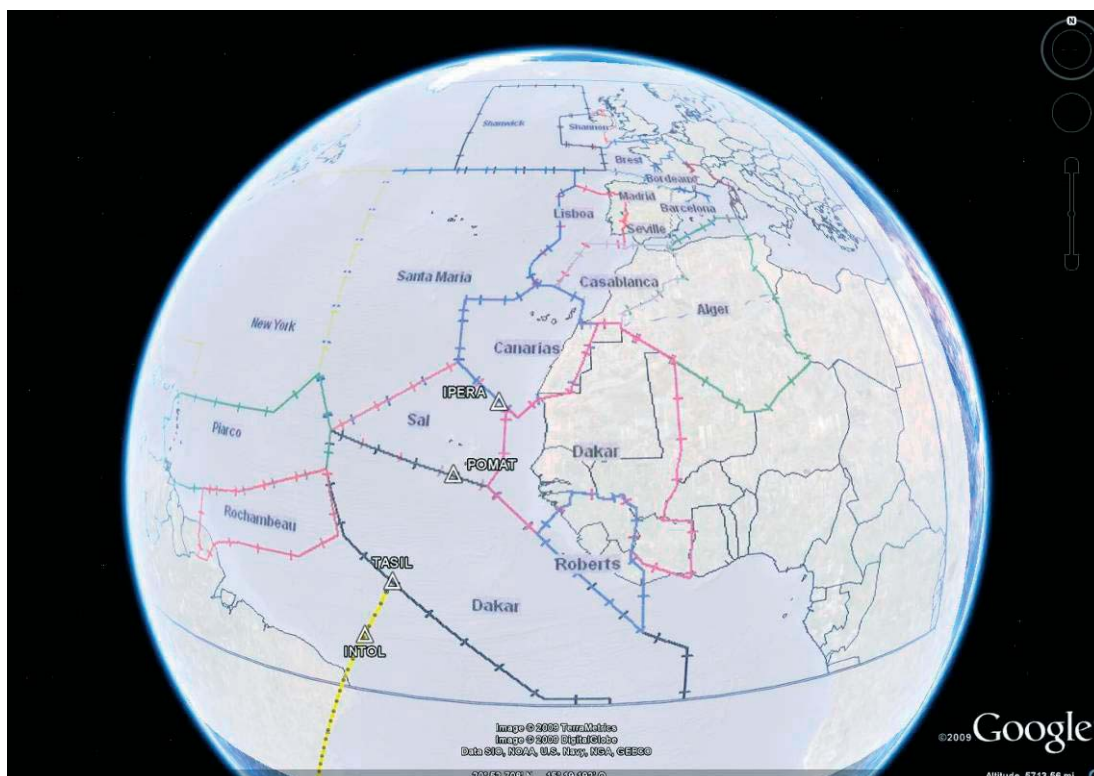 N
Shanwick
Shannon
Brest
Bordeaux
Madrid
Barcelona
Lisboa
Seville
Santa Maria
Casablanca
Alger
New York
Canarias
IPERA
Sal
Piarco
Dakar
POMAT
Rochambeau
Roberts
TASIL
Dakar
INTOL
Image © 2009 TerraMetrics
Image © 2009 DigitalGlobe
Data SIO, NOAA, U.S. Navy, NGA, GEBCO
©2009 Google